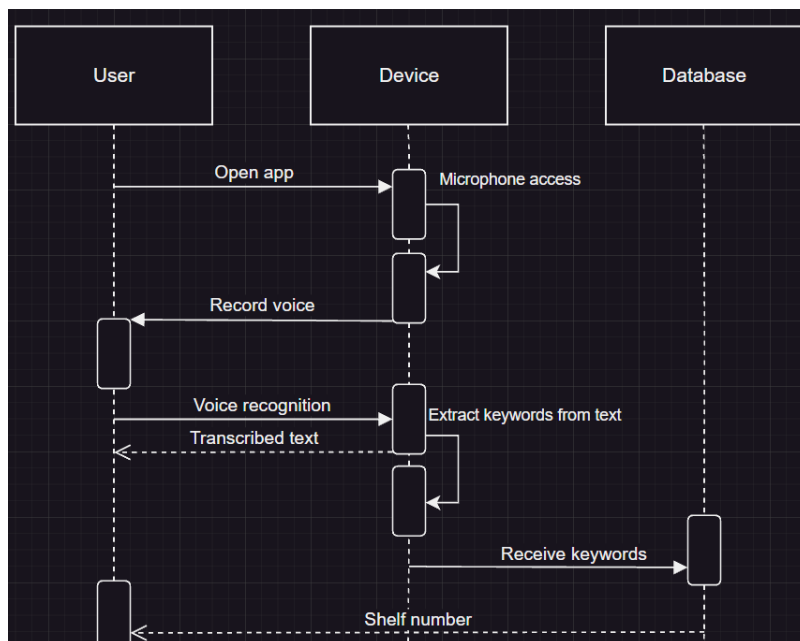 User
Device
Database
Open app
Microphone access
Record voice
Voice recognition
Extract keywords from text
Transcribed text
Receive keywords
Shelf number